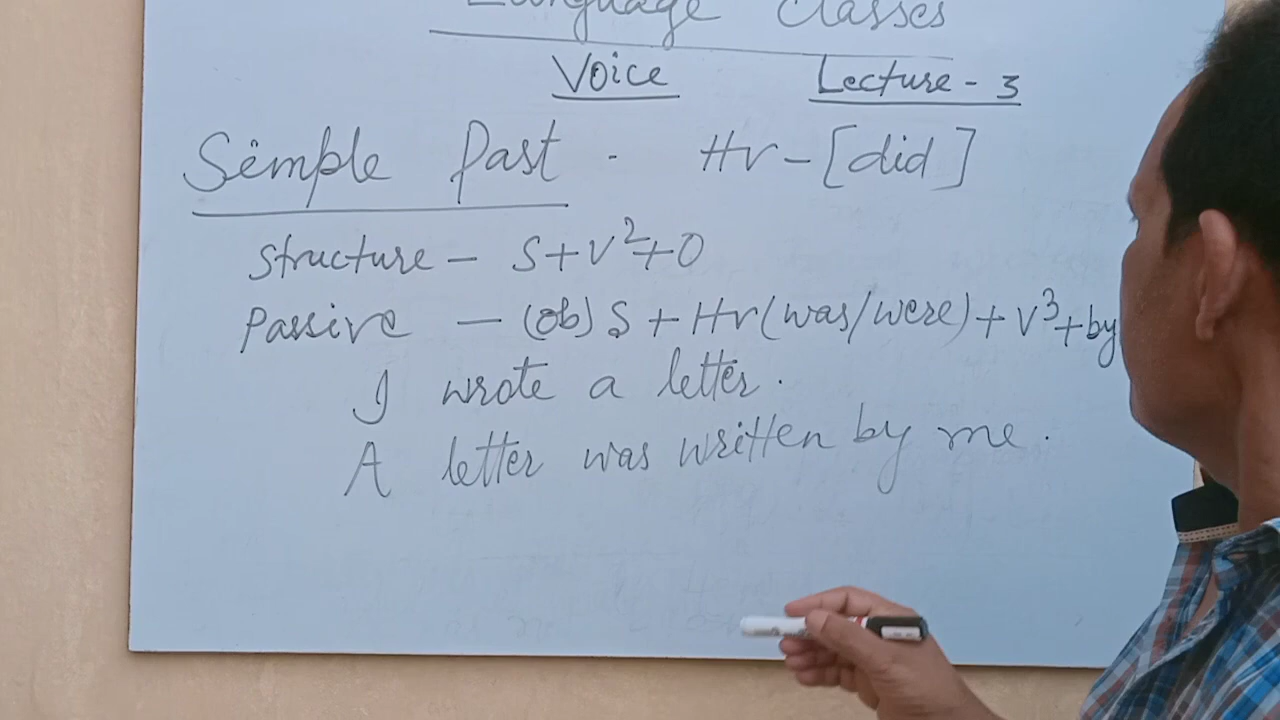 Language Classes
Voice Lecture - 3
Simple Past - Hv - [did]
Structure - S+V²+O
Passive - (Ob) S + Hv (was/were) + V³ + by
I wrote a letter.
A letter was written by me.